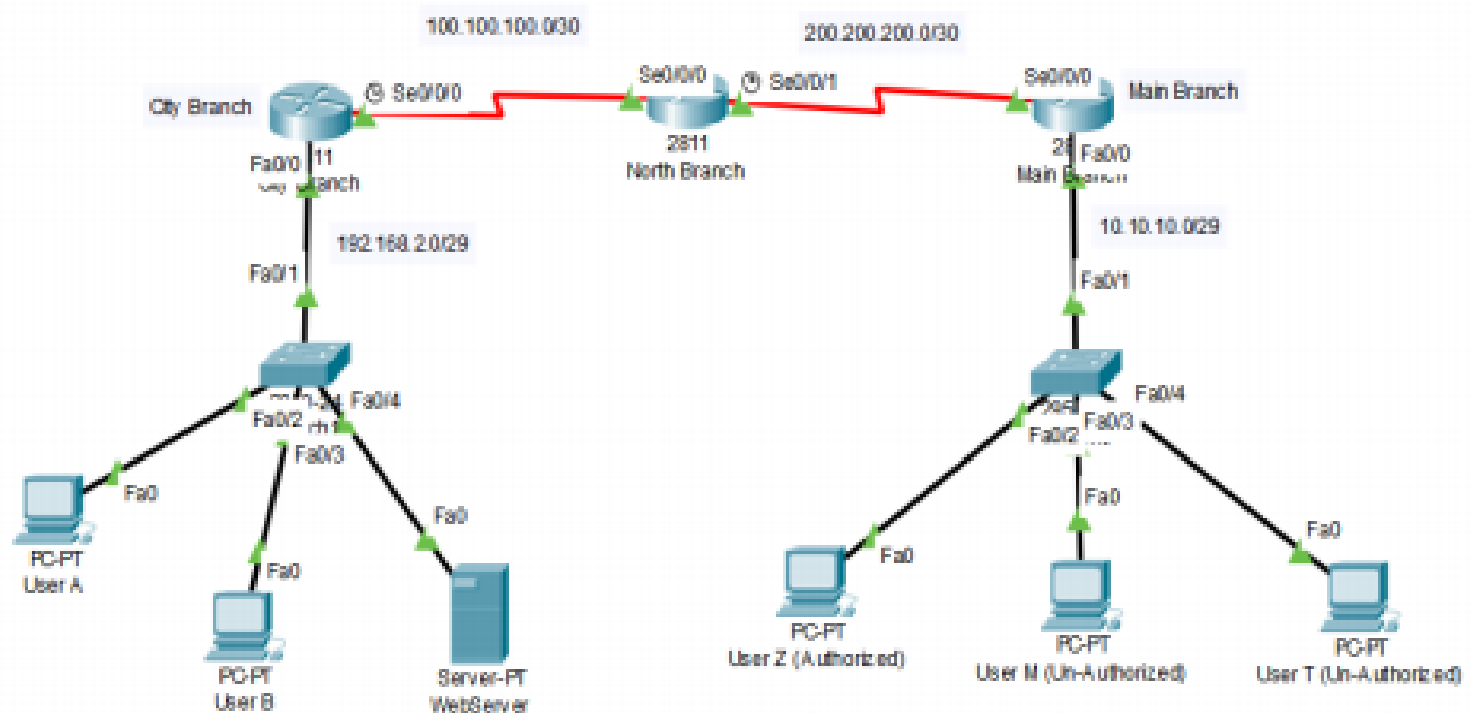 100.100.100.0/30
200.200.200.0/30
City Branch
Se0/0/0
Se0/0/0
Se0/0/1
Se0/0/0
Main Branch
Fa0/0
11
2811
North Branch
Fa0/0
Main
192.168.2.0/29
10.10.10.0/29
Fa0/1
Fa0/1
Fa0/2
Fa0/4
Fa0/3
Fa0/4
Fa0/3
Fa0/2
Fa0
Fa0
Fa0
Fa0
Fa0
Fa0
PC-PT
User A
PC-PT
User B
Server-PT
WebServer
PC-PT
User Z (Authorized)
PC-PT
User M (Un-Authorized)
PC-PT
User T (Un-Authorized)